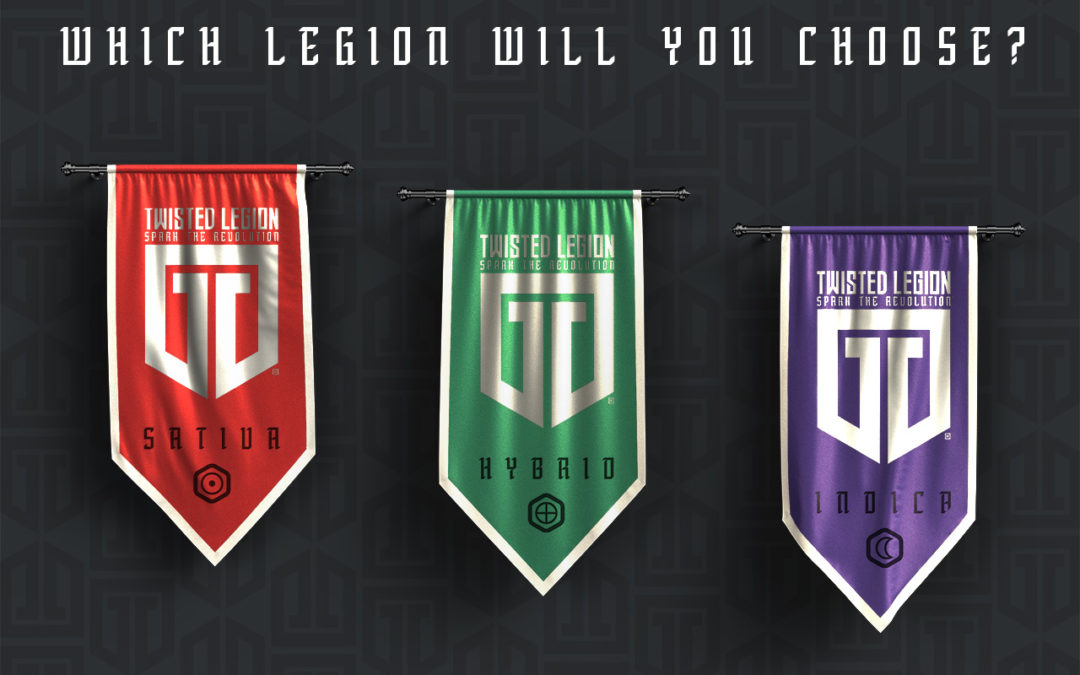 WHICH LEGION WILL YOU CHOOSE?
TWISTED LEGION
SPARK THE REVOLUTION
SATIVA
TWISTED LEGION
SPARK THE REVOLUTION
HYBRID
TWISTED LEGION
SPARK THE REVOLUTION
INDICA